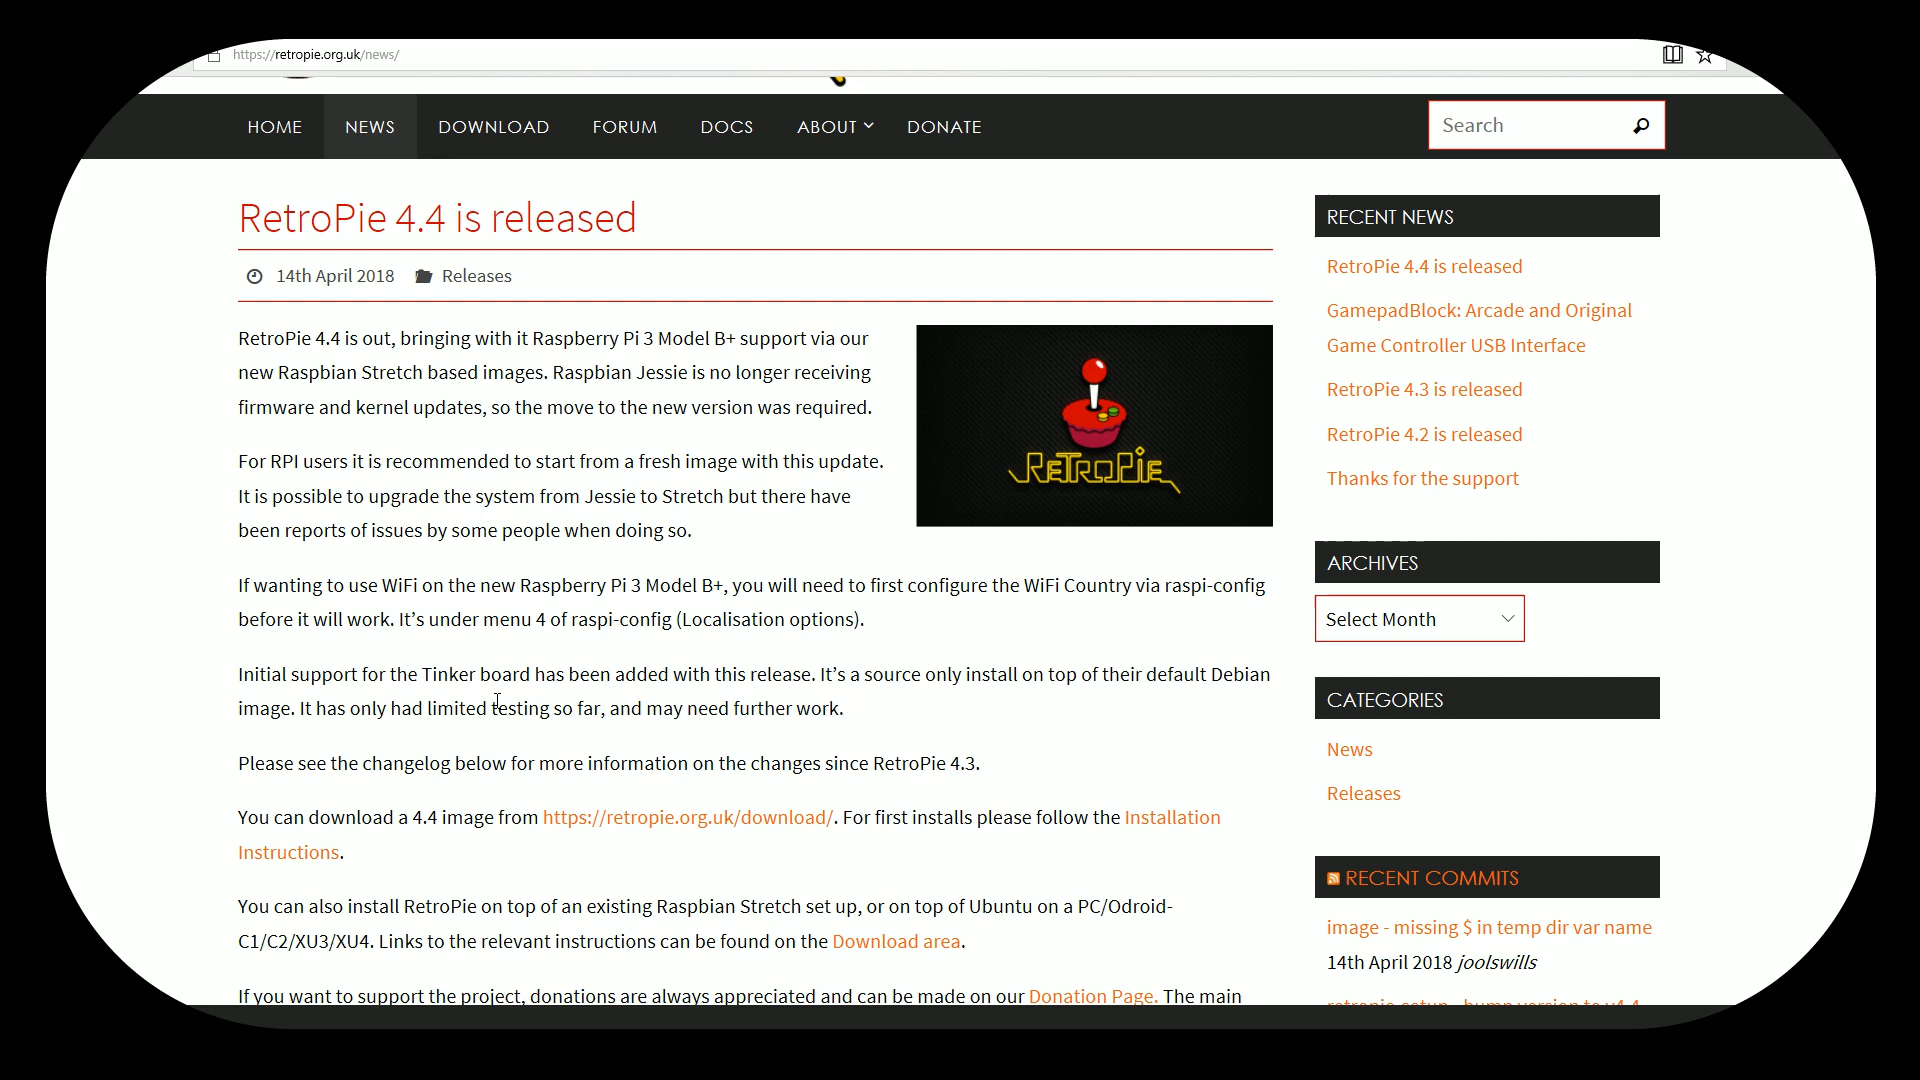 https://retropie.org.uk/news/
HOME NEWS DOWNLOAD FORUM DOCS ABOUT DONATE
Search
RetroPie 4.4 is released
14th April 2018 Releases
RetroPie 4.4 is out, bringing with it Raspberry Pi 3 Model B+ support via our
new Raspbian Stretch based images. Raspbian Jessie is no longer receiving
firmware and kernel updates, so the move to the new version was required.
RETROPIE
For RPI users it is recommended to start from a fresh image with this update.
It is possible to upgrade the system from Jessie to Stretch but there have
been reports of issues by some people when doing so.
If wanting to use WiFi on the new Raspberry Pi 3 Model B+, you will need to first configure the WiFi Country via raspi-config
before it will work. It’s under menu 4 of raspi-config (Localisation options).
Initial support for the Tinker board has been added with this release. It’s a source only install on top of their default Debian
image. It has only had limited testing so far, and may need further work.
Please see the changelog below for more information on the changes since RetroPie 4.3.
You can download a 4.4 image from https://retropie.org.uk/download/. For first installs please follow the Installation
Instructions.
You can also install RetroPie on top of an existing Raspbian Stretch set up, or on top of Ubuntu on a PC/Odroid-
C1/C2/XU3/XU4. Links to the relevant instructions can be found on the Download area.
If you want to support the project, donations are always appreciated and can be made on our Donation Page. The main
RECENT NEWS
RetroPie 4.4 is released
GamepadBlock: Arcade and Original
Game Controller USB Interface
RetroPie 4.3 is released
RetroPie 4.2 is released
Thanks for the support
ARCHIVES
Select Month
CATEGORIES
News
Releases
RECENT COMMITS
image - missing $ in temp dir var name
14th April 2018 joolswills
retropie-setup - bump version to v4.4